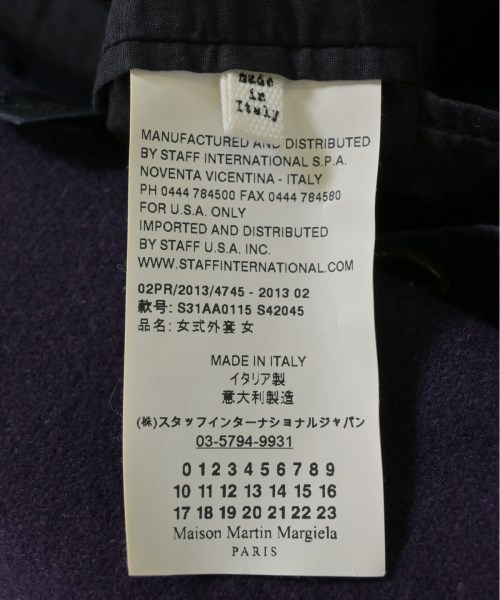 made
in
Italy
MANUFACTURED AND DISTRIBUTED
BY STAFF INTERNATIONAL S.P.A.
NOVENTA VICENTINA - ITALY
PH 0444 784500 FAX 0444 784580
FOR U.S.A. ONLY
IMPORTED AND DISTRIBUTED
BY STAFF U.S.A. INC.
WWW.STAFFINTERNATIONAL.COM
02PR/2013/4745 - 2013 02
款号: S31AA0115 S42045
品名: 女式外套 女
MADE IN ITALY
イタリア製
意大利製造
(株)スタッフインターナショナルジャパン
03-5794-9931
0 1 2 3 4 5 6 7 8 9
10 11 12 13 14 15 16
17 18 19 20 21 22 23
Maison Martin Margiela
PARIS